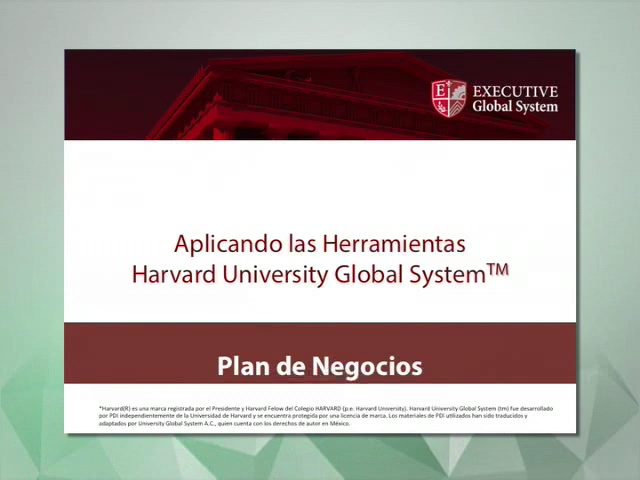 EXECUTIVE
Global System
Aplicando las Herramientas
Harvard University Global System™
Plan de Negocios
*Harvard(R) es una marca registrada por el Presidente y Harvard Felow del Colegio HARVARD (p.e: Harvard University). Harvard University Global System (tm) fue desarrollado
por PDI independientemente de la Universidad de Harvard y se encuentra protegida por una licencia de marca. Los materiales de PDI utilizados han sido traducidos y
adaptados por University Global System A.C., quien cuenta con los derechos de autor en México.